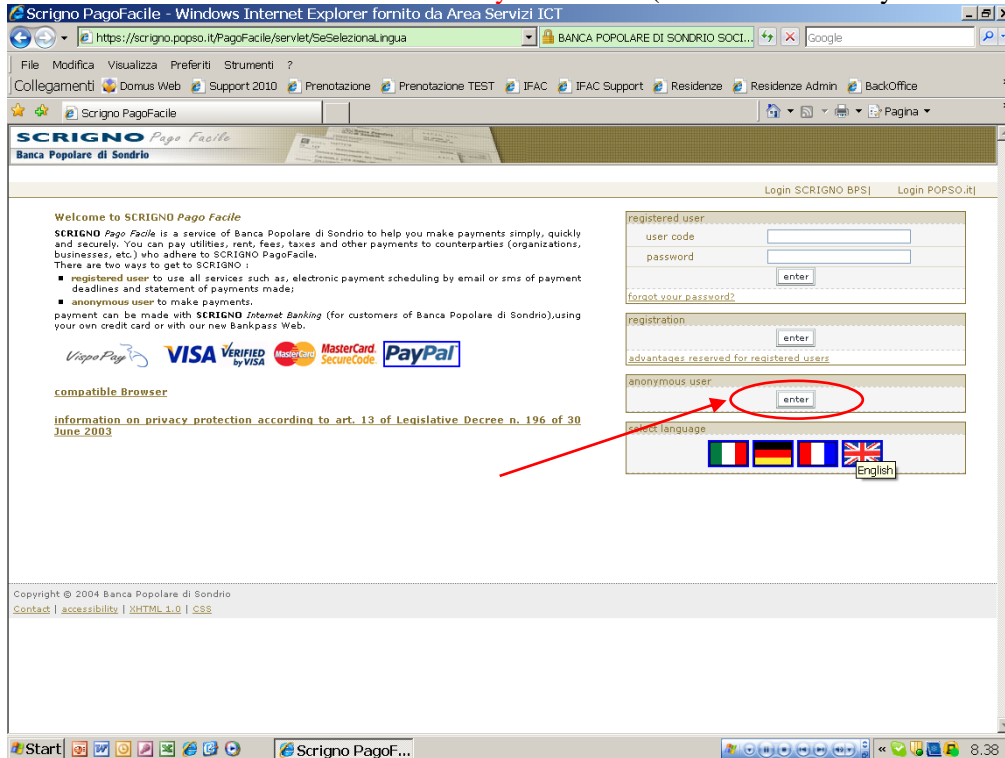 Scrigno PagoFacile - Windows Internet Explorer fornito da Area Servizi ICT
https://scrigno.popso.it/PagoFacile/servlet/SeSelezionaLingua
BANCA POPOLARE DI SONDRIO SOCI...
Google
File Modifica Visualizza Preferiti Strumenti ?
Collegamenti Domus Web Support 2010 Prenotazione Prenotazione TEST IFAC IFAC Support Residenze Residenze Admin BackOffice
Scrigno PagoFacile
Pagina
SCRIGNO Pago Facile
Banca Popolare di Sondrio
Login SCRIGNO BPS| Login POPSO.it|
Welcome to SCRIGNO Pago Facile
SCRIGNO Pago Facile is a service of Banca Popolare di Sondrio to help you make payments simply, quickly
and securely. You can pay utilities, rent, fees, taxes and other payments to counterparties (organizations,
businesses, etc.) who adhere to SCRIGNO PagoFacile.
There are two ways to get to SCRIGNO :
registered user to use all services such as, electronic payment scheduling by email or sms of payment
deadlines and statement of payments made;
anonymous user to make payments.
payment can be made with SCRIGNO Internet Banking (for customers of Banca Popolare di Sondrio),using
your own credit card or with our new Bankpass Web.
VispaPay VISA VERIFIED by VISA MasterCard MasterCard. SecureCode. PayPal
compatible Browser
information on privacy protection according to art. 13 of Legislative Decree n. 196 of 30
June 2003
registered user
user code
password
enter
forgot your password?
registration
enter
advantages reserved for registered users
anonymous user
enter
select language
English
Copyright © 2004 Banca Popolare di Sondrio
Contact | accessibility | XHTML 1.0 | CSS
Start
Scrigno PagoF...
8.38